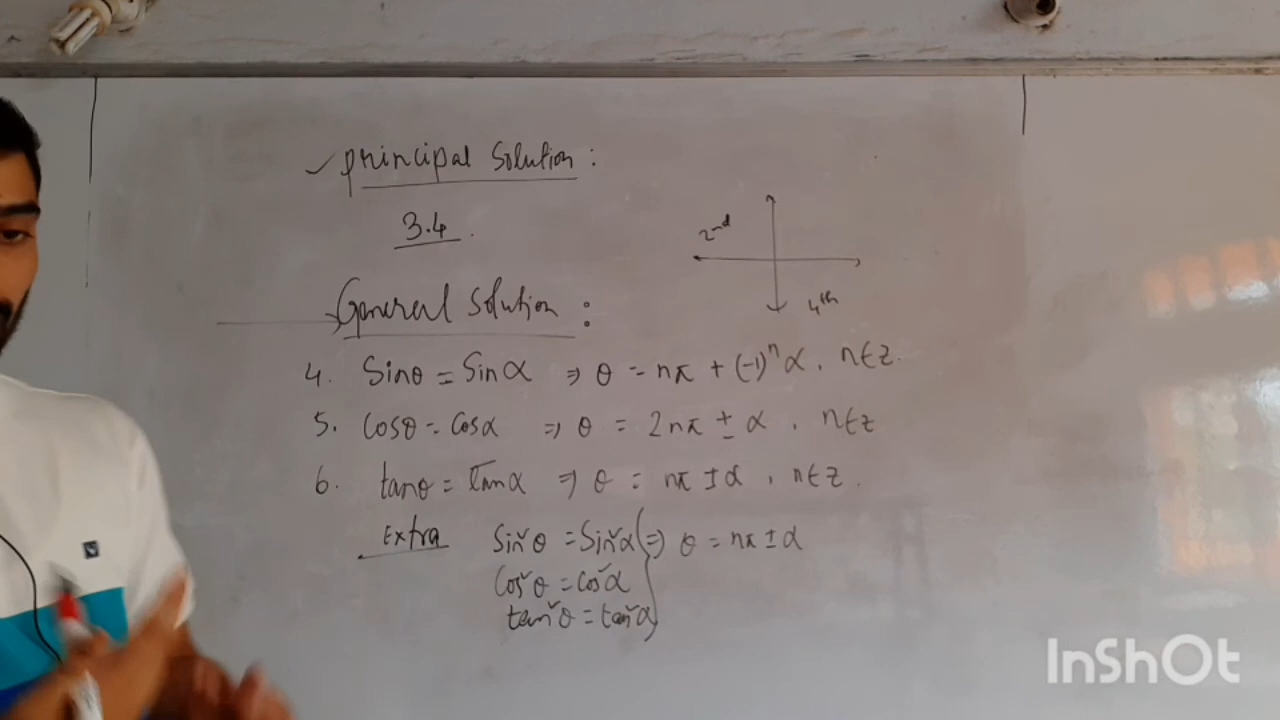 ✓ principal solution :
3.4
2nd
4th
General solution :
4. Sinθ = Sinα ⇒ θ = nπ + (-1)ⁿ α , n∈z.
5. Cosθ = Cosα ⇒ θ = 2nπ ± α , n∈z
6. tanθ = Tanα ⇒ θ = nπ ± α , n∈z.
Extra Sin²θ = Sin²α ⇒ θ = nπ ± α
Cos²θ = Cos²α
tan²θ = tan²α
InShOt